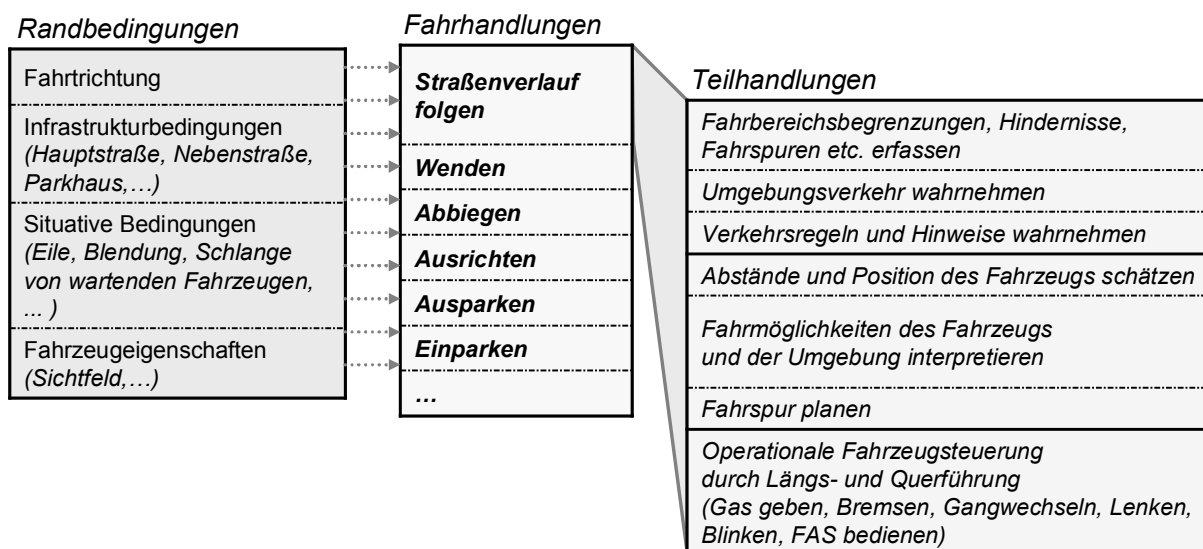 Randbedingungen
Fahrtrichtung
Infrastrukturbedingungen
(Hauptstraße, Nebenstraße,
Parkhaus,…)
Situative Bedingungen
(Eile, Blendung, Schlange
von wartenden Fahrzeugen,
... )
Fahrzeugeigenschaften
(Sichtfeld,…)
Fahrhandlungen
Straßenverlauf
folgen
Wenden
Abbiegen
Ausrichten
Ausparken
Einparken
…
Teilhandlungen
Fahrbereichsbegrenzungen, Hindernisse,
Fahrspuren etc. erfassen
Umgebungsverkehr wahrnehmen
Verkehrsregeln und Hinweise wahrnehmen
Abstände und Position des Fahrzeugs schätzen
Fahrmöglichkeiten des Fahrzeugs
und der Umgebung interpretieren
Fahrspur planen
Operationale Fahrzeugsteuerung
durch Längs- und Querführung
(Gas geben, Bremsen, Gangwechseln, Lenken,
Blinken, FAS bedienen)